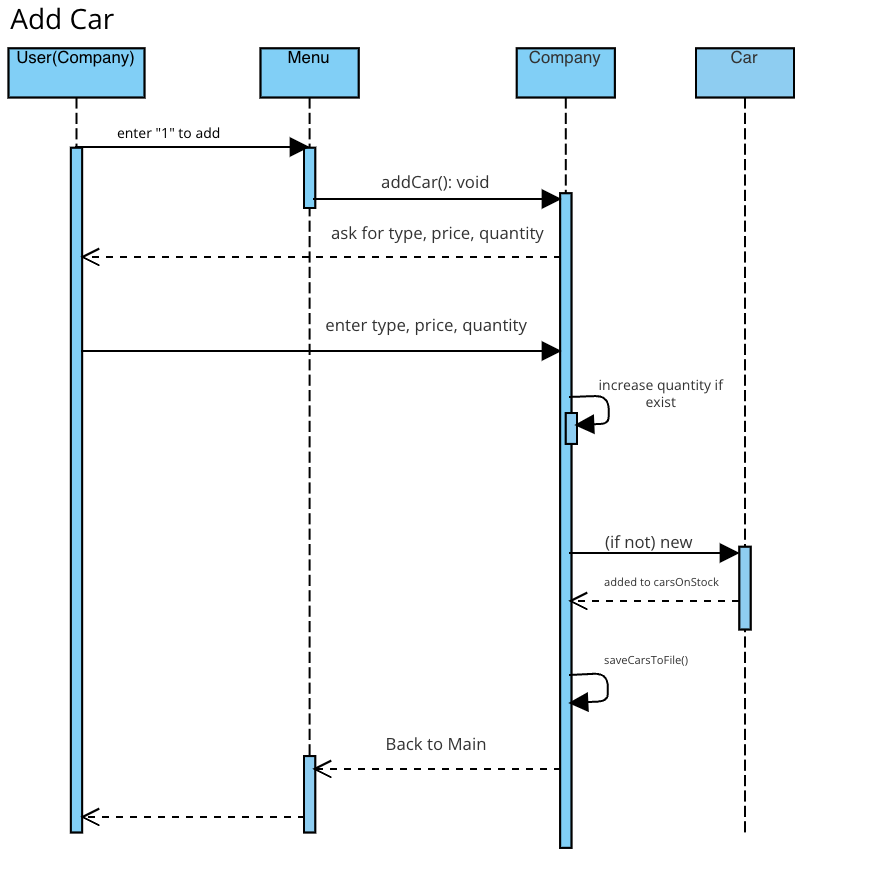 Add Car
User(Company)
Menu
Company
Car
enter "1" to add
addCar(): void
ask for type, price, quantity
enter type, price, quantity
increase quantity if
exist
(if not) new
added to carsOnStock
saveCarsToFile()
Back to Main